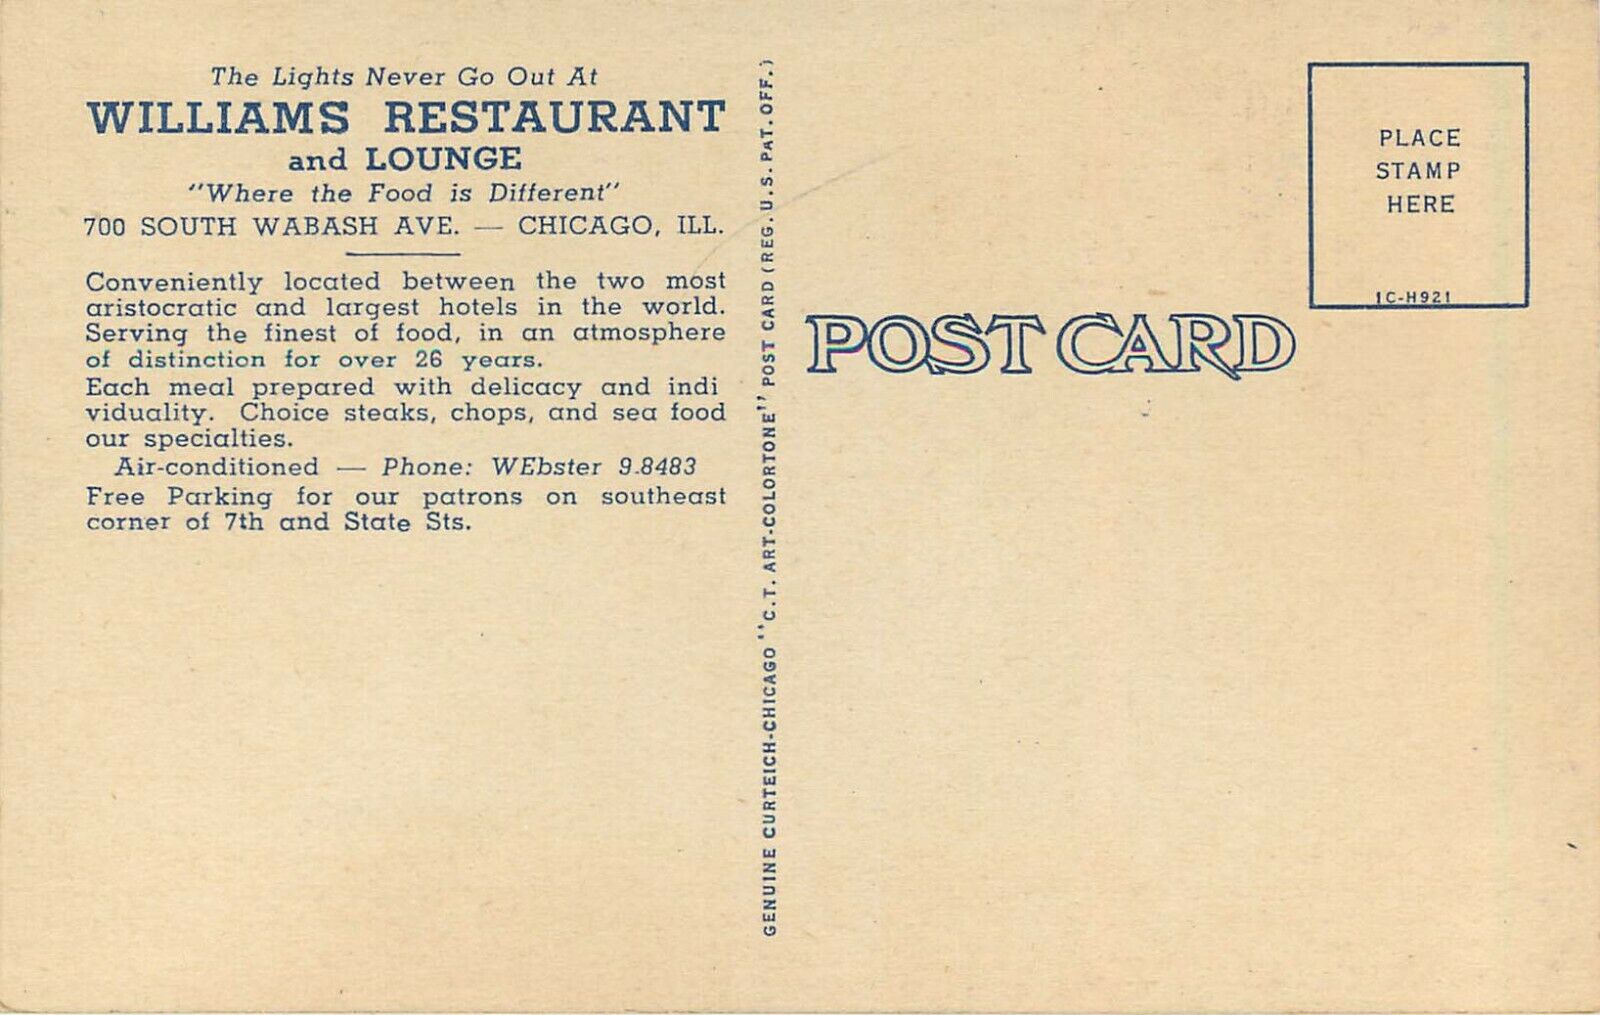 The Lights Never Go Out At
WILLIAMS RESTAURANT
and LOUNGE
"Where the Food is Different"
700 SOUTH WABASH AVE. — CHICAGO, ILL.
Conveniently located between the two most
aristocratic and largest hotels in the world.
Serving the finest of food, in an atmosphere
of distinction for over 26 years.
Each meal prepared with delicacy and indi
viduality. Choice steaks, chops, and sea food
our specialties.
Air-conditioned — Phone: WEbster 9-8483
Free Parking for our patrons on southeast
corner of 7th and State Sts.
GENUINE CURTEICH-CHICAGO "C.T. ART-COLORTONE" POST CARD (REG. U.S. PAT. OFF.)
POST CARD
PLACE
STAMP
HERE
1C-H921